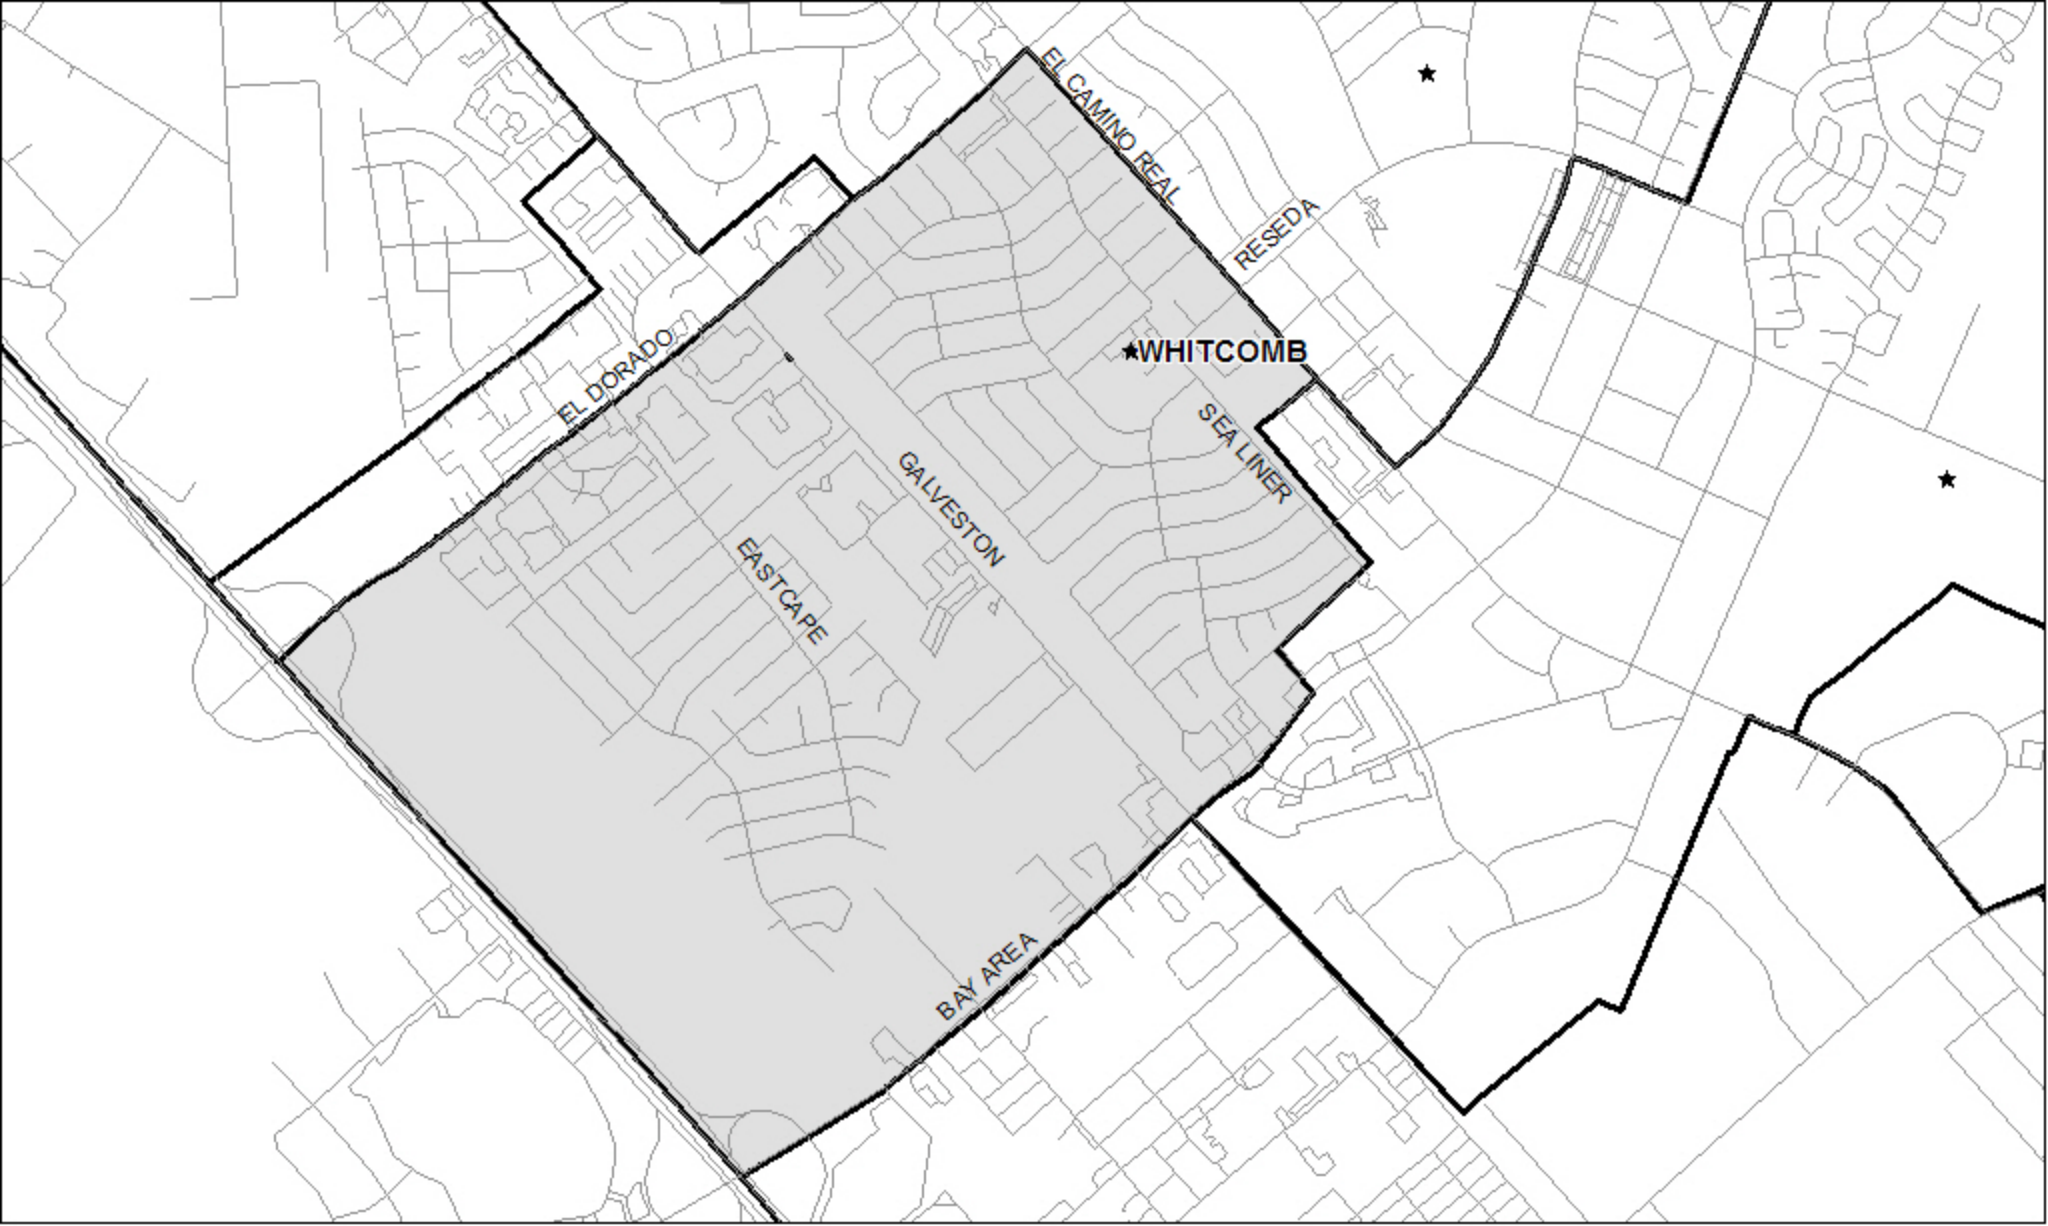 EL CAMINO REAL
RESEDA
WHITCOMB
EL DORADO
SEA LINER
GALVESTON
EASTCAPE
BAY AREA